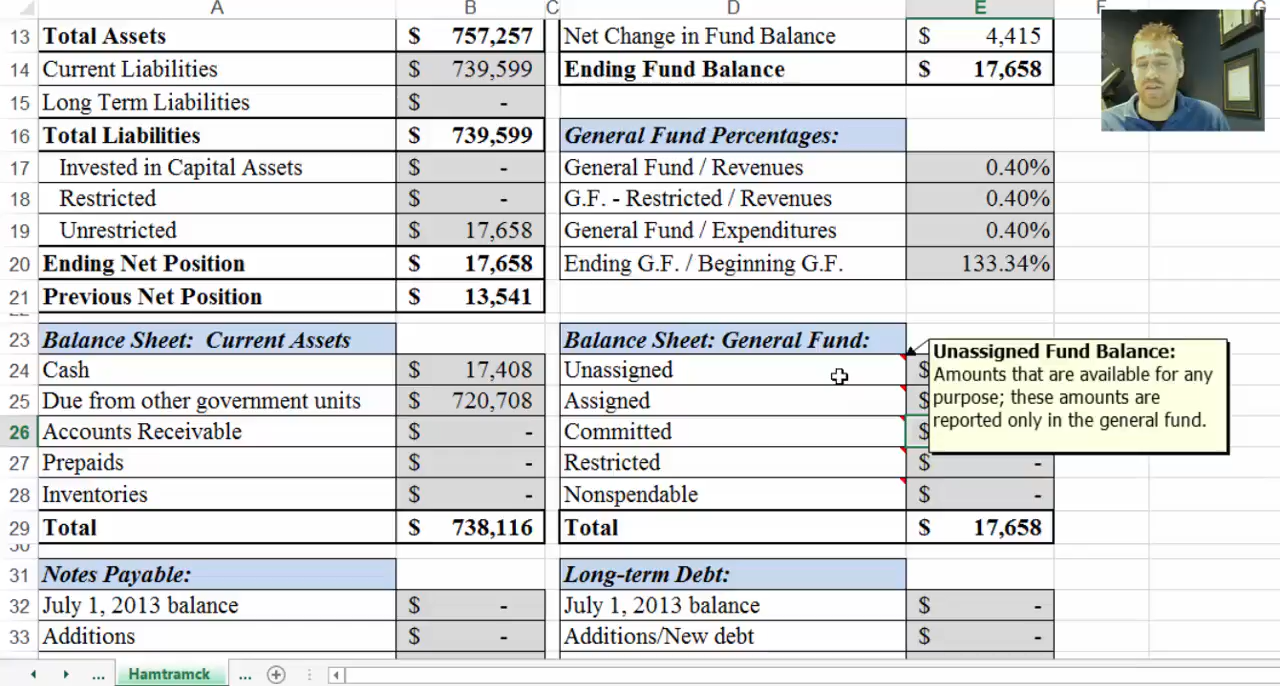 A B C D E F G
13 Total Assets $ 757,257 Net Change in Fund Balance $ 4,415
14 Current Liabilities $ 739,599 Ending Fund Balance $ 17,658
15 Long Term Liabilities $ -
16 Total Liabilities $ 739,599 General Fund Percentages:
17 Invested in Capital Assets $ - General Fund / Revenues 0.40%
18 Restricted $ - G.F. - Restricted / Revenues 0.40%
19 Unrestricted $ 17,658 General Fund / Expenditures 0.40%
20 Ending Net Position $ 17,658 Ending G.F. / Beginning G.F. 133.34%
21 Previous Net Position $ 13,541
23 Balance Sheet: Current Assets Balance Sheet: General Fund:
24 Cash $ 17,408 Unassigned $
25 Due from other government units $ 720,708 Assigned $
26 Accounts Receivable $ - Committed $
27 Prepaids $ - Restricted $ -
28 Inventories $ - Nonspendable $ -
29 Total $ 738,116 Total $ 17,658
Unassigned Fund Balance:
Amounts that are available for any
purpose; these amounts are
reported only in the general fund.
31 Notes Payable: Long-term Debt:
32 July 1, 2013 balance $ - July 1, 2013 balance $ -
33 Additions $ - Additions/New debt $ -
... Hamtramck ...